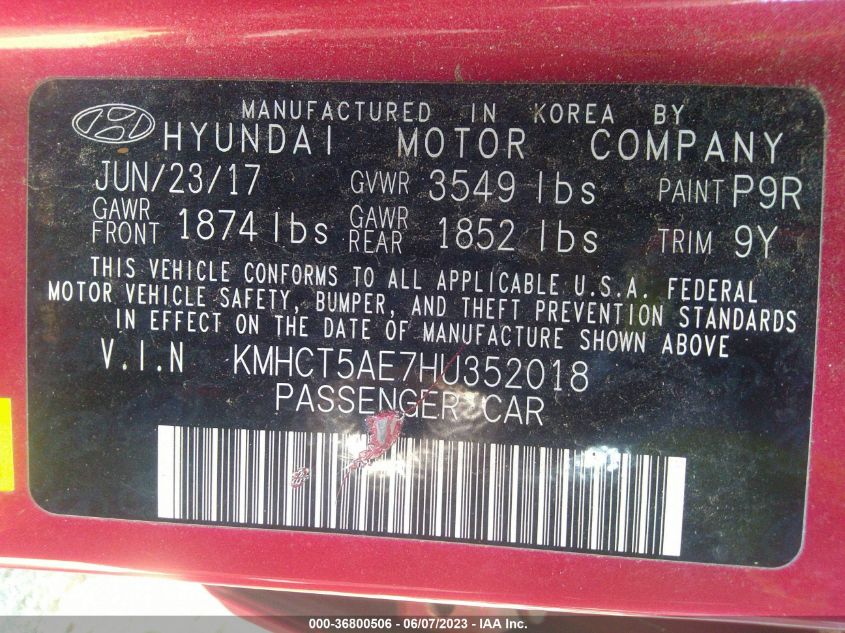 MANUFACTURED IN KOREA BY
HYUNDAI MOTOR COMPANY
JUN/23/17 GVWR 3549 lbs PAINT P9R
GAWR FRONT 1874 lbs GAWR REAR 1852 lbs TRIM 9Y
THIS VEHICLE CONFORMS TO ALL APPLICABLE U.S.A. FEDERAL
MOTOR VEHICLE SAFETY, BUMPER, AND THEFT PREVENTION STANDARDS
IN EFFECT ON THE DATE OF MANUFACTURE SHOWN ABOVE
V.I.N KMHCT5AE7HU352018
PASSENGER CAR
000-36800506 - 06/07/2023 - IAA Inc.